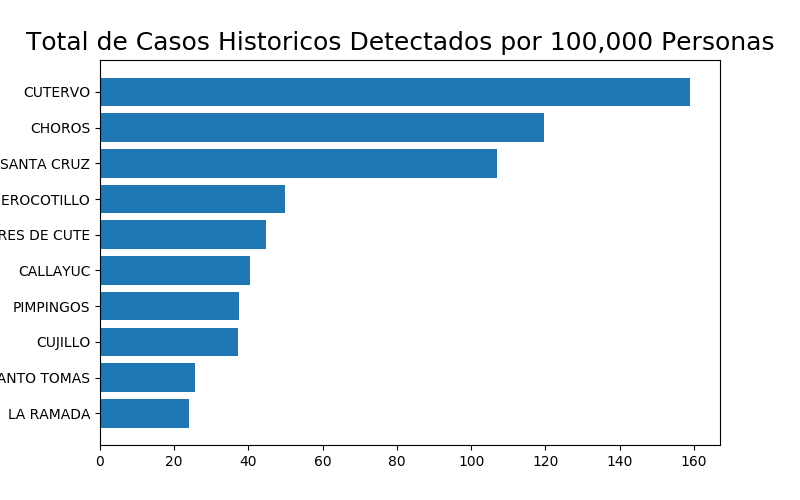 Total de Casos Historicos Detectados por 100,000 Personas
CUTERVO
CHOROS
SANTA CRUZ
EROCOTILLO
RES DE CUTE
CALLAYUC
PIMPINGOS
CUJILLO
ANTO TOMAS
LA RAMADA
0 20 40 60 80 100 120 140 160